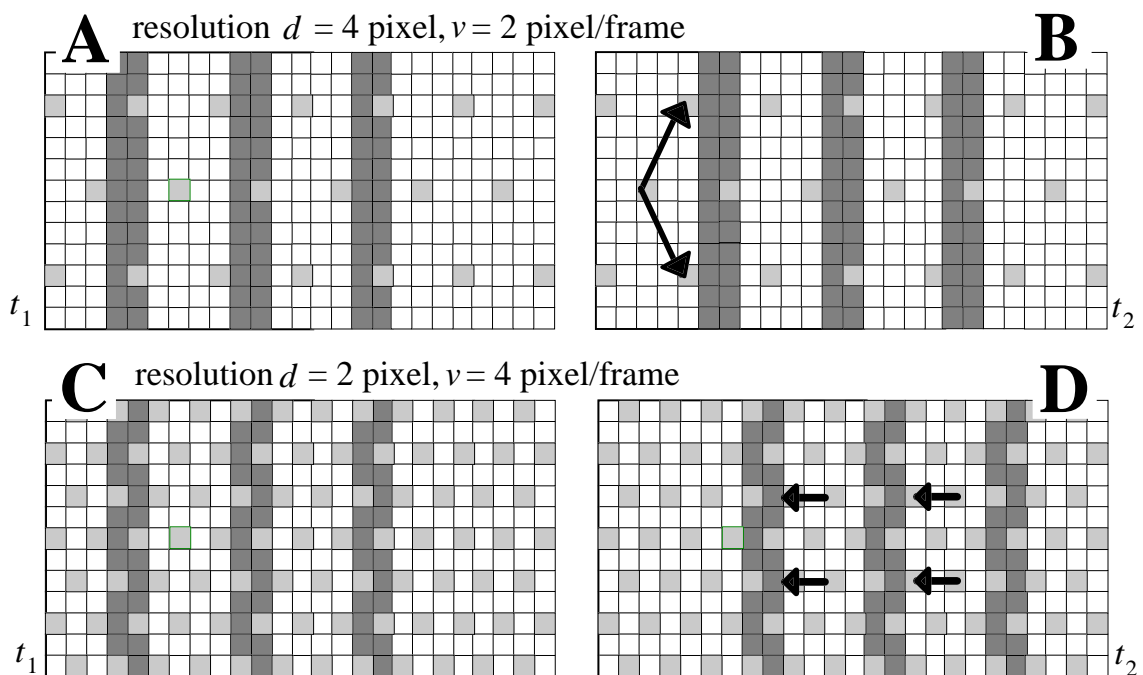 resolution d = 4 pixel, v = 2 pixel/frame
A
B
t1
t2
resolution d = 2 pixel, v = 4 pixel/frame
C
D
t1
t2